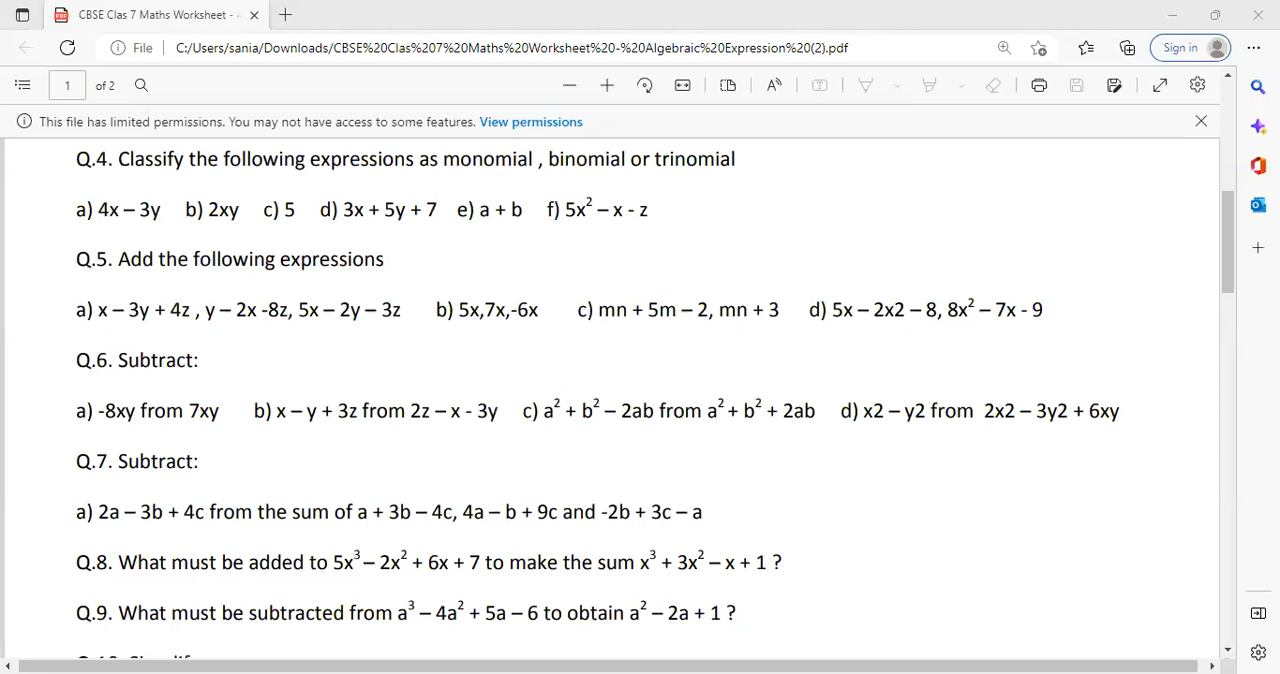 CBSE Clas 7 Maths Worksheet -
File C:/Users/sania/Downloads/CBSE%20Clas%207%20Maths%20Worksheet%20-%20Algebraic%20Expression%20(2).pdf Sign in
1 of 2
This file has limited permissions. You may not have access to some features. View permissions
Q.4. Classify the following expressions as monomial , binomial or trinomial
a) 4x – 3y b) 2xy c) 5 d) 3x + 5y + 7 e) a + b f) 5x² – x - z
Q.5. Add the following expressions
a) x – 3y + 4z , y – 2x -8z, 5x – 2y – 3z b) 5x,7x,-6x c) mn + 5m – 2, mn + 3 d) 5x – 2x2 – 8, 8x² – 7x - 9
Q.6. Subtract:
a) -8xy from 7xy b) x – y + 3z from 2z – x - 3y c) a² + b² – 2ab from a² + b² + 2ab d) x2 – y2 from 2x2 – 3y2 + 6xy
Q.7. Subtract:
a) 2a – 3b + 4c from the sum of a + 3b – 4c, 4a – b + 9c and -2b + 3c – a
Q.8. What must be added to 5x³ – 2x² + 6x + 7 to make the sum x³ + 3x² – x + 1 ?
Q.9. What must be subtracted from a³ – 4a² + 5a – 6 to obtain a² – 2a + 1 ?